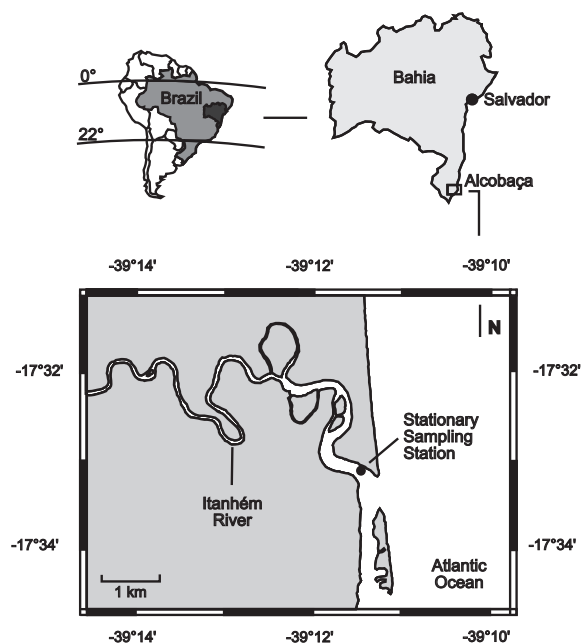 0°
Brazil
22°
Bahia
Salvador
Alcobaça
-39°14'
-39°12'
-39°10'
N
-17°32'
-17°32'
Stationary
Sampling
Station
Itanhém
River
-17°34'
-17°34'
Atlantic
Ocean
1 km
-39°14'
-39°12'
-39°10'